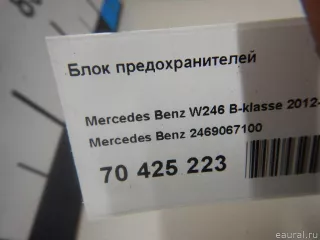 Блок предохранителей
Mercedes Benz W246 B-klasse 2012-
Mercedes Benz 2469067100
70 425 223
eaural.ru